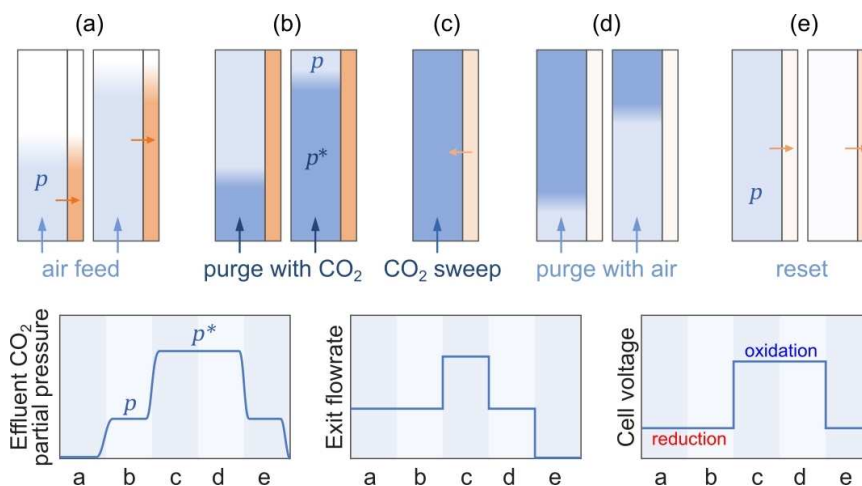 (a) (b) (c) (d) (e)
p p p* p
air feed purge with CO₂ CO₂ sweep purge with air reset
Effluent CO₂
partial pressure
p
p*
a b c d e
Exit flowrate
a b c d e
Cell voltage
oxidation
reduction
a b c d e